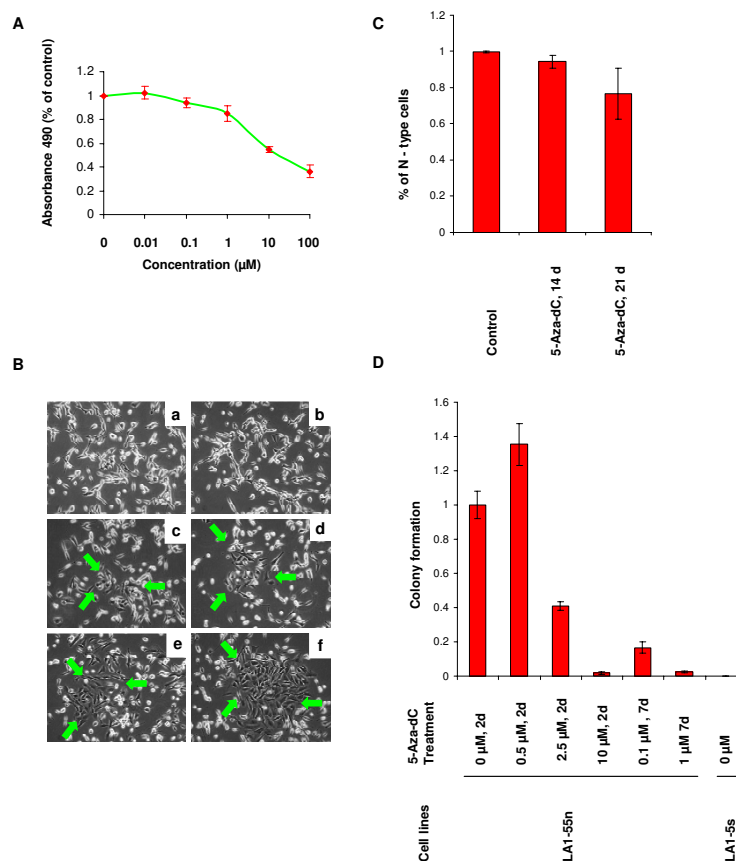 A
Absorbance 490 (% of control)
1.2
1
0.8
0.6
0.4
0.2
0
0 0.01 0.1 1 10 100
Concentration (µM)
C
% of N - type cells
1.2
1
0.8
0.6
0.4
0.2
0
Control
5-Aza-dC, 14 d
5-Aza-dC, 21 d
B
a
b
c
d
e
f
D
Colony formation
1.6
1.4
1.2
1
0.8
0.6
0.4
0.2
0
5-Aza-dC
Treatment
0 µM, 2d
0.5 µM, 2d
2.5 µM, 2d
10 µM, 2d
0.1 µM , 7d
1 µM 7d
0 µM
Cell lines
LA1-55n
LA1-5s